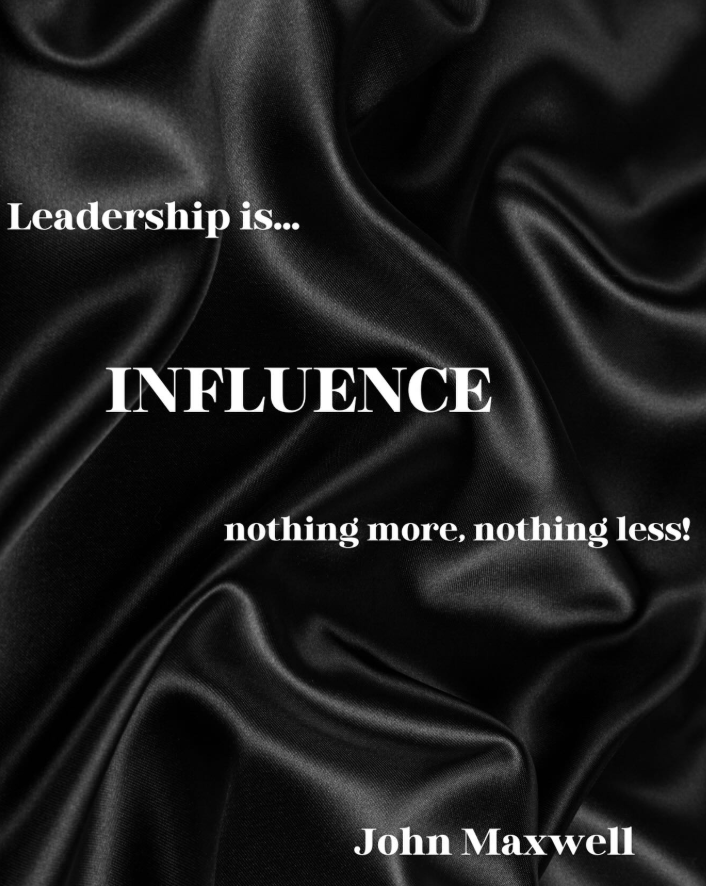 Leadership is...
INFLUENCE
nothing more, nothing less!
John Maxwell